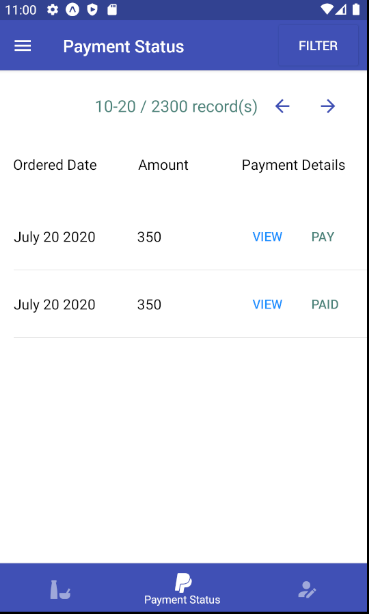 11:00
Payment Status FILTER
10-20 / 2300 record(s)
Ordered Date Amount Payment Details
July 20 2020 350 VIEW PAY
July 20 2020 350 VIEW PAID
Payment Status